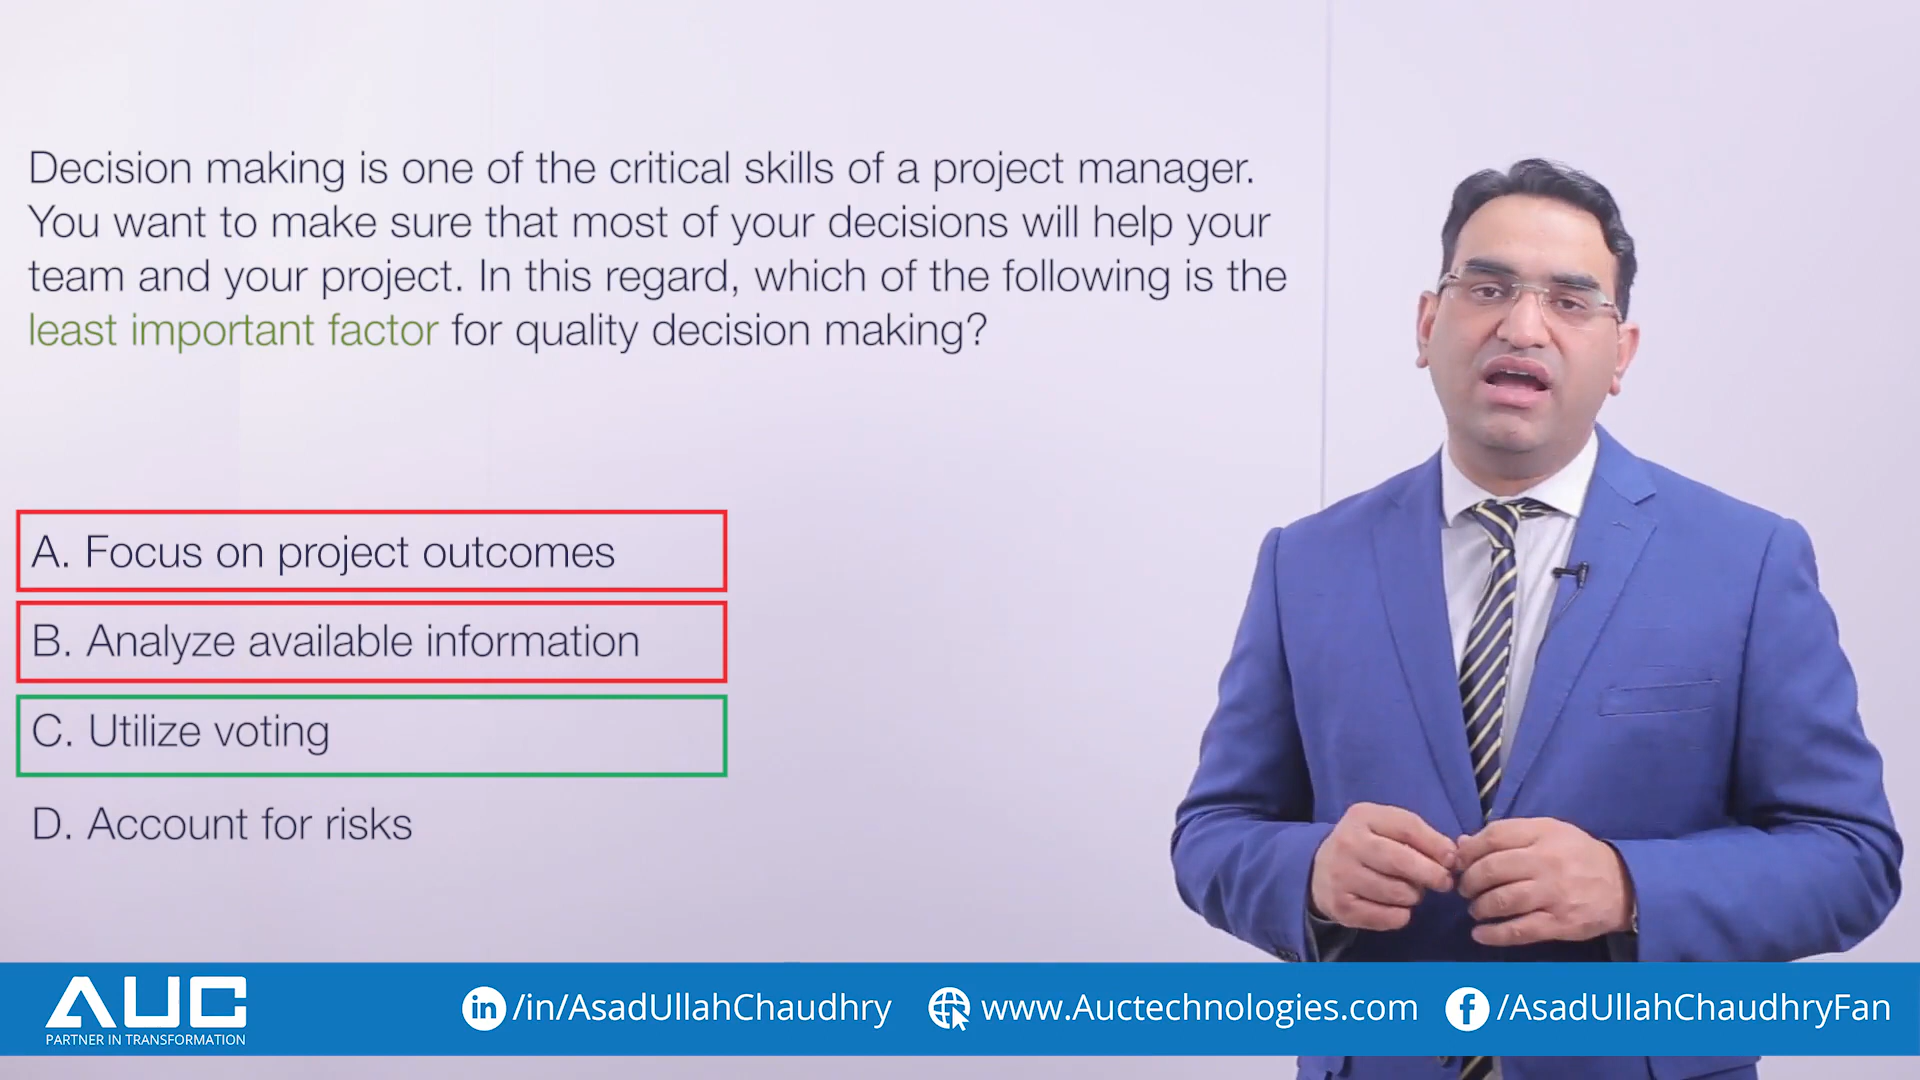 Decision making is one of the critical skills of a project manager.
You want to make sure that most of your decisions will help your
team and your project. In this regard, which of the following is the
least important factor for quality decision making?
A. Focus on project outcomes
B. Analyze available information
C. Utilize voting
D. Account for risks
AUC
PARTNER IN TRANSFORMATION
in /in/AsadUllahChaudhry
www.Auctechnologies.com
f /AsadUllahChaudhryFan